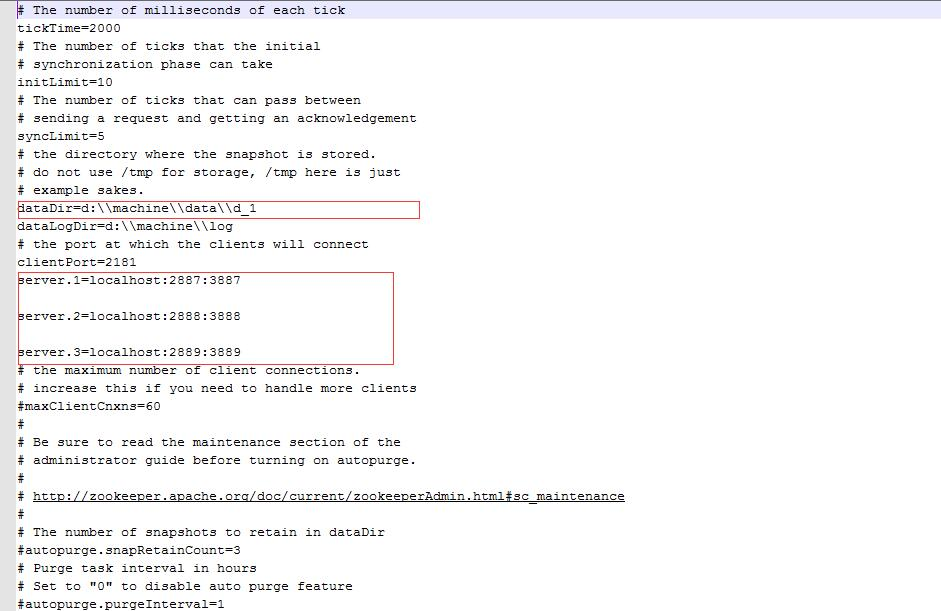 # The number of milliseconds of each tick
tickTime=2000
# The number of ticks that the initial
# synchronization phase can take
initLimit=10
# The number of ticks that can pass between
# sending a request and getting an acknowledgement
syncLimit=5
# the directory where the snapshot is stored.
# do not use /tmp for storage, /tmp here is just
# example sakes.
dataDir=d:\\machine\\data\\d_1
dataLogDir=d:\\machine\\log
# the port at which the clients will connect
clientPort=2181
server.1=localhost:2887:3887
server.2=localhost:2888:3888
server.3=localhost:2889:3889
# the maximum number of client connections.
# increase this if you need to handle more clients
#maxClientCnxns=60
#
# Be sure to read the maintenance section of the
# administrator guide before turning on autopurge.
#
# http://zookeeper.apache.org/doc/current/zookeeperAdmin.html#sc_maintenance
#
# The number of snapshots to retain in dataDir
#autopurge.snapRetainCount=3
# Purge task interval in hours
# Set to "0" to disable auto purge feature
#autopurge.purgeInterval=1